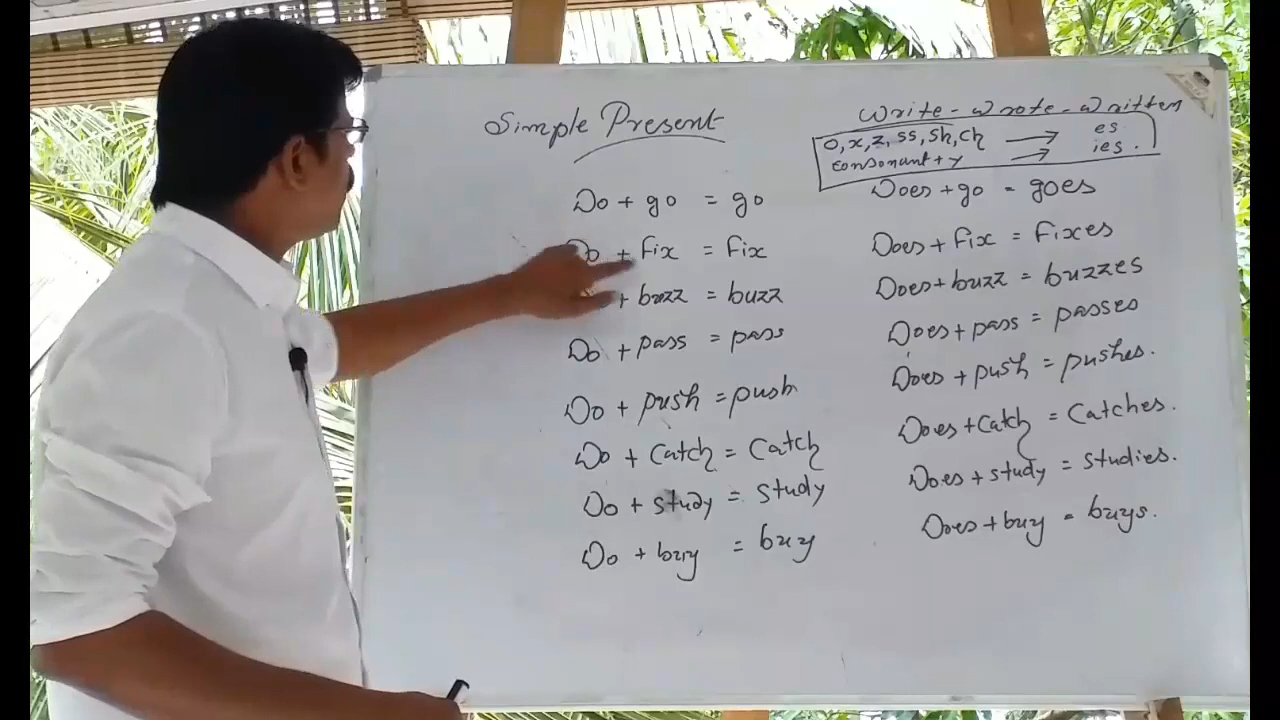 Simple Present
Write - Wrote - Written
o, x, z, ss, sh, ch → es
consonant + y → ies.
Do + go = go
Does + go = goes
Do + fix = fix
Does + fix = fixes
+ buzz = buzz
Does + buzz = buzzes
Do + pass = pass
Does + pass = passes
Do + push = push
Does + push = pushes.
Do + catch = catch
Does + catch = catches.
Do + study = study
Does + study = studies.
Do + buy = buy
Does + buy = buys.